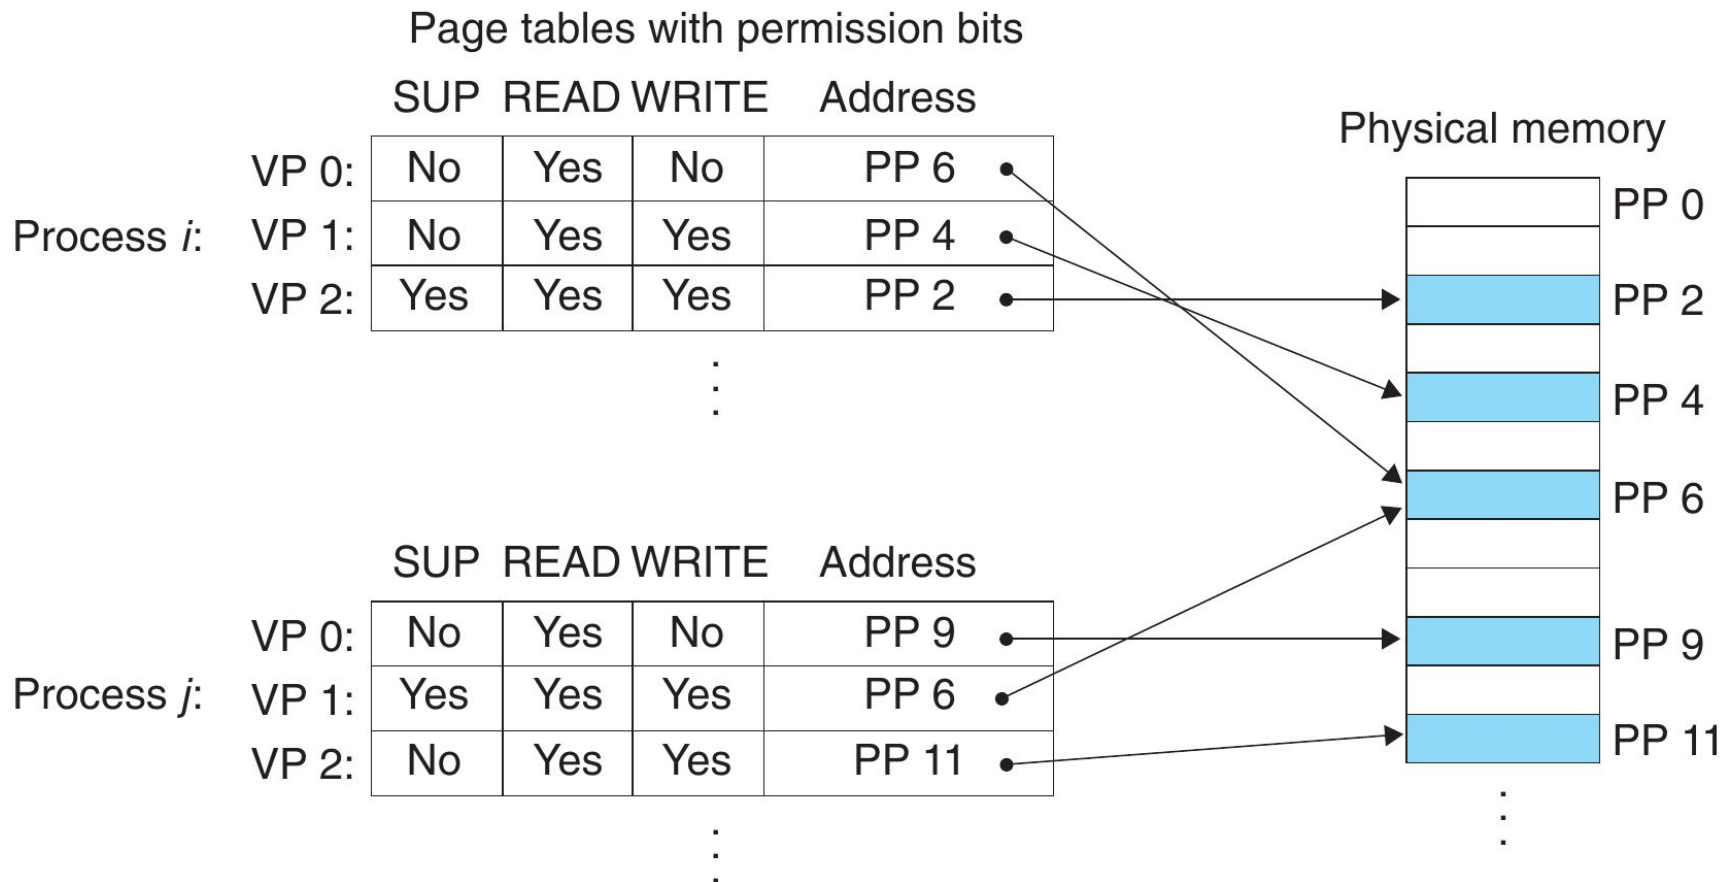 Page tables with permission bits
SUP READ WRITE Address
Process i:
VP 0: No Yes No PP 6
VP 1: No Yes Yes PP 4
VP 2: Yes Yes Yes PP 2
SUP READ WRITE Address
Process j:
VP 0: No Yes No PP 9
VP 1: Yes Yes Yes PP 6
VP 2: No Yes Yes PP 11
Physical memory
PP 0
PP 2
PP 4
PP 6
PP 9
PP 11